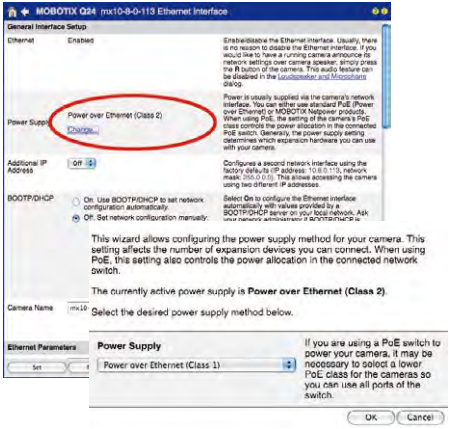 MOBOTIX Q24 mx10-8-0-113 Ethernet Interface
General Interface Setup
Ethernet
Enabled
Enable/disable the Ethernet interface. Usually, there
is no reason to disable the Ethernet interface. If you
would like to have a running camera announce its
network settings over camera speaker, simply press
the R button of the camera. This audio feature can
be disabled in the Loudspeaker and Microphone
dialog.
Power Supply
Power over Ethernet (Class 2)
Change...
Power is usually supplied via the camera's network
interface. You can either use standard PoE (Power
over Ethernet) or MOBOTIX Netpower products.
When using PoE, the setting of the camera's PoE
class controls the power allocation in the connected
PoE switch. Generally, the power supply setting
determines which expansion hardware you can use
with your camera.
Additional IP
Address
Off
Configures a second network interface using the
factory defaults (IP address: 10.8.0.113, network
mask: 255.0.0.0). This allows accessing the camera
using two different IP addresses.
BOOTP/DHCP
On: Use BOOTP/DHCP to set network
configuration automatically.
Off: Set network configuration manually.
Select On to configure the Ethernet interface
automatically with values provided by a
BOOTP/DHCP server on your local network. Ask
your network administrator if BOOTP/DHCP is
This wizard allows configuring the power supply method for your camera. This
setting affects the number of expansion devices you can connect. When using
PoE, this setting also controls the power allocation in the connected network
switch.
The currently active power supply is Power over Ethernet (Class 2).
Select the desired power supply method below.
Camera Name
mx10
Ethernet Parameters
Set
Power Supply
Power over Ethernet (Class 1)
If you are using a PoE switch to
power your camera, it may be
necessary to select a lower
PoE class for the cameras so
you can use all ports of the
switch.
OK
Cancel